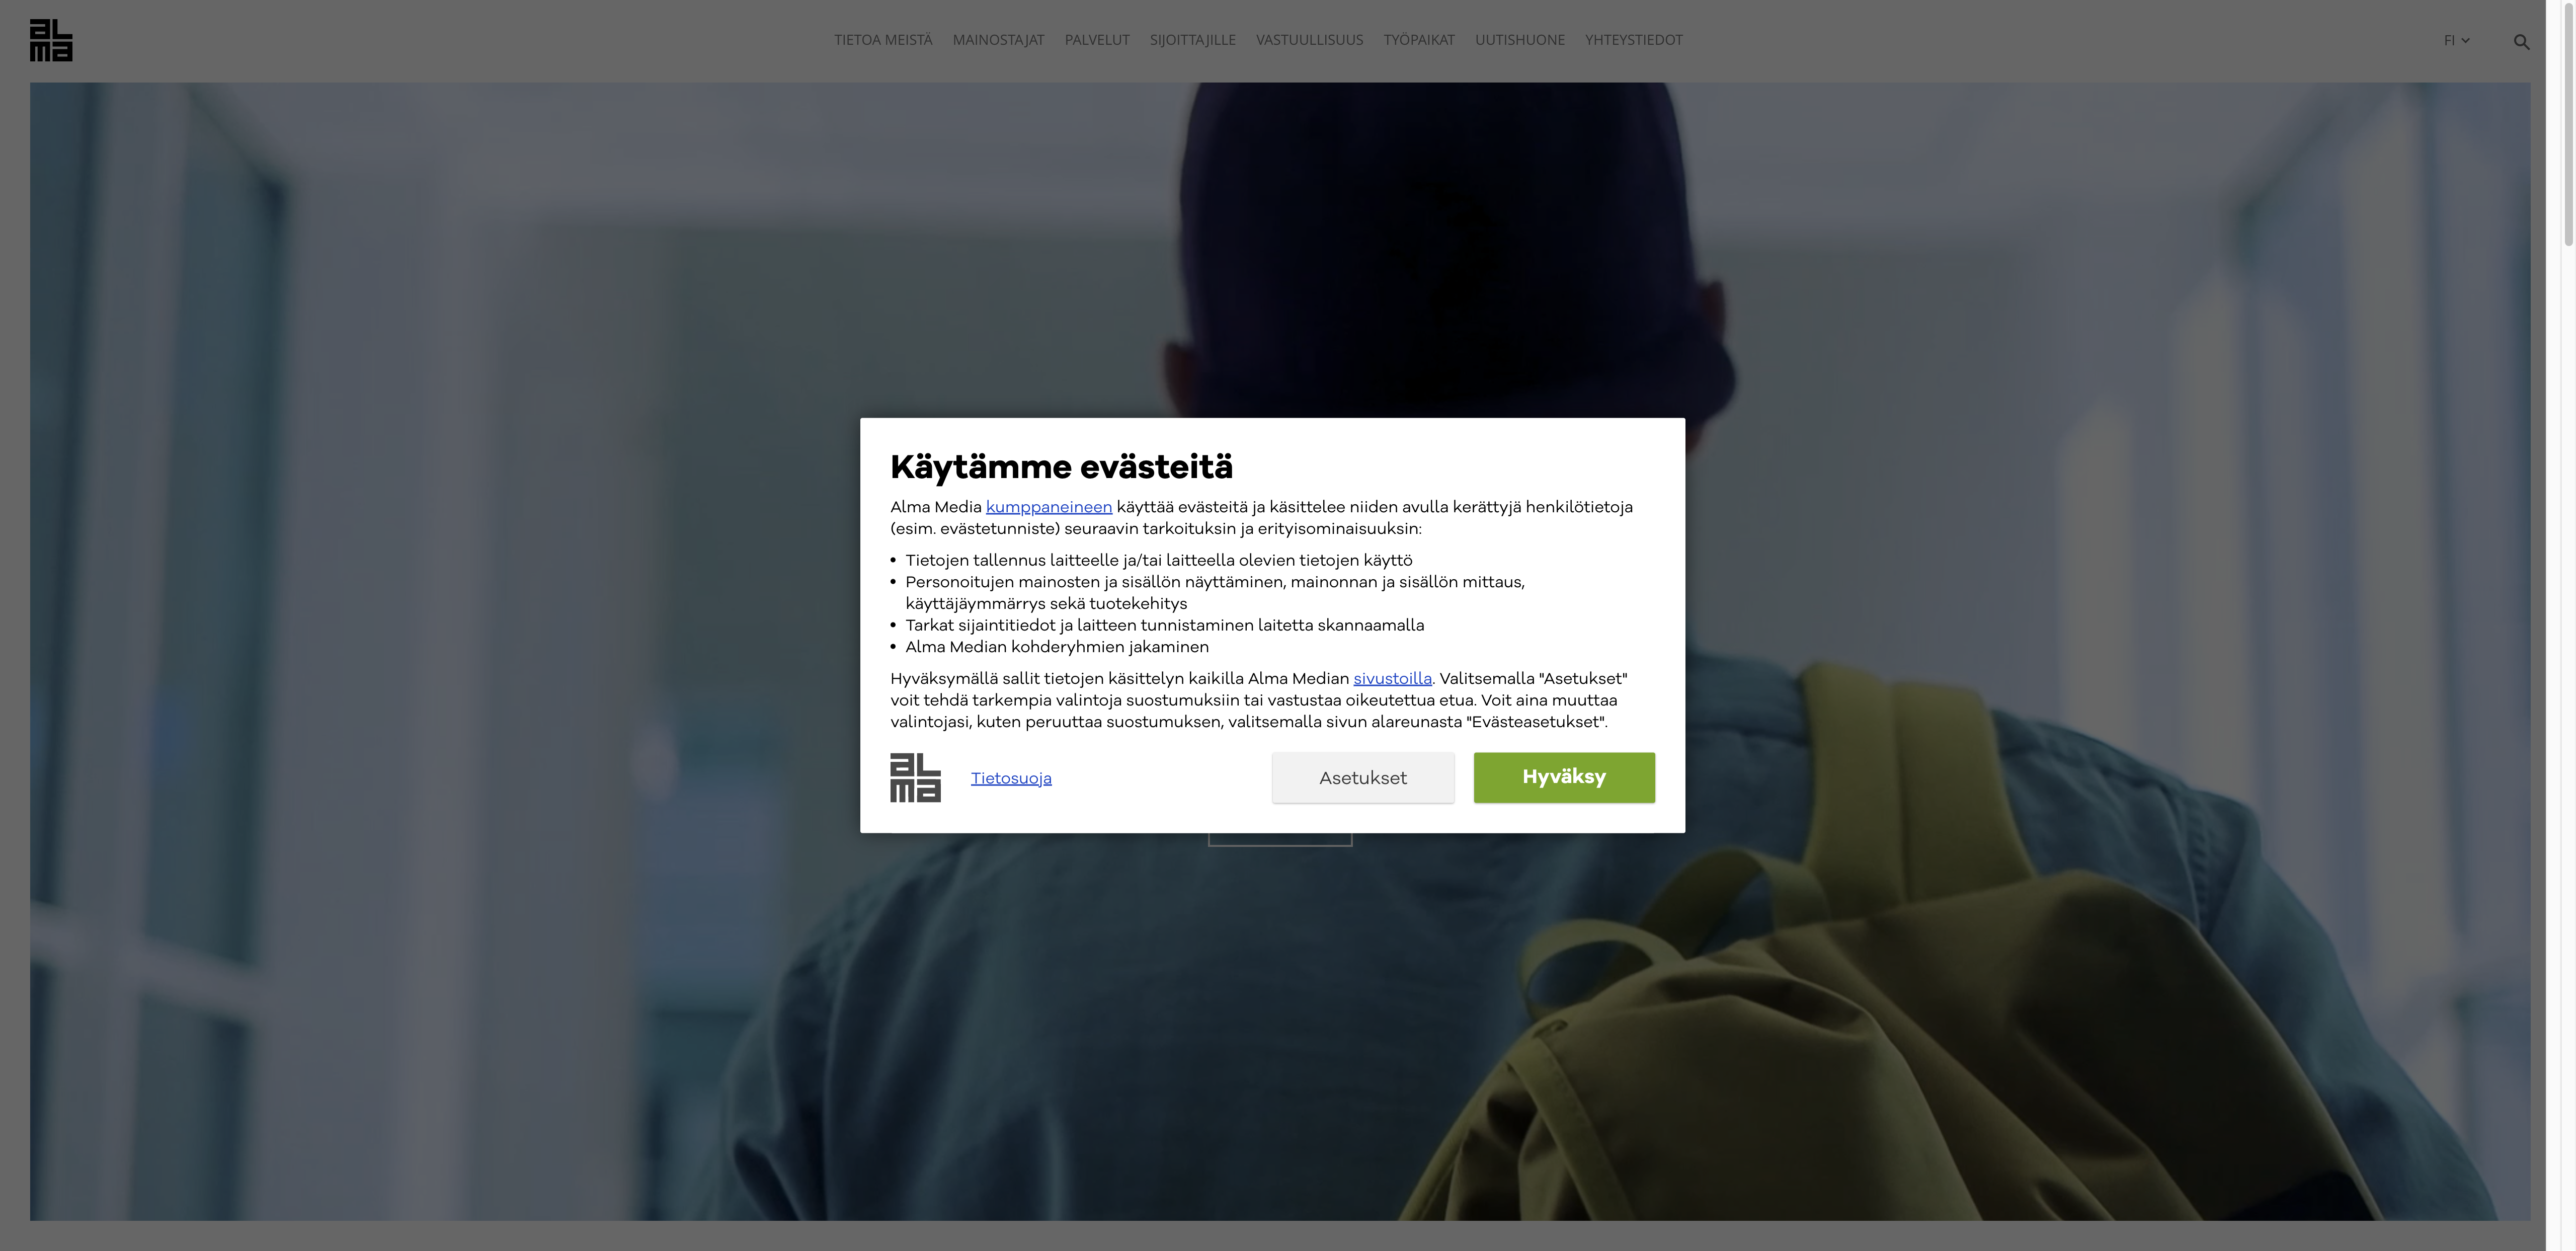 aLma
TIETOA MEISTÄ
MAINOSTAJAT
PALVELUT
SIJOITTAJILLE
VASTUULLISUUS
TYÖPAIKAT
UUTISHUONE
YHTEYSTIEDOT
FI
Käytämme evästeitä
Alma Media kumppaneineen käyttää evästeitä ja käsittelee niiden avulla kerättyjä henkilötietoja
(esim. evästetunniste) seuraavin tarkoituksin ja erityisominaisuuksin:
• Tietojen tallennus laitteelle ja/tai laitteella olevien tietojen käyttö
• Personoitujen mainosten ja sisällön näyttäminen, mainonnan ja sisällön mittaus,
käyttäjäymmärrys sekä tuotekehitys
• Tarkat sijaintitiedot ja laitteen tunnistaminen laitetta skannaamalla
• Alma Median kohderyhmien jakaminen
Hyväksymällä sallit tietojen käsittelyn kaikilla Alma Median sivustoilla. Valitsemalla "Asetukset"
voit tehdä tarkempia valintoja suostumuksiin tai vastustaa oikeutettua etua. Voit aina muuttaa
valintojasi, kuten peruuttaa suostumuksen, valitsemalla sivun alareunasta "Evästeasetukset".
aLma
Tietosuoja
Asetukset
Hyväksy